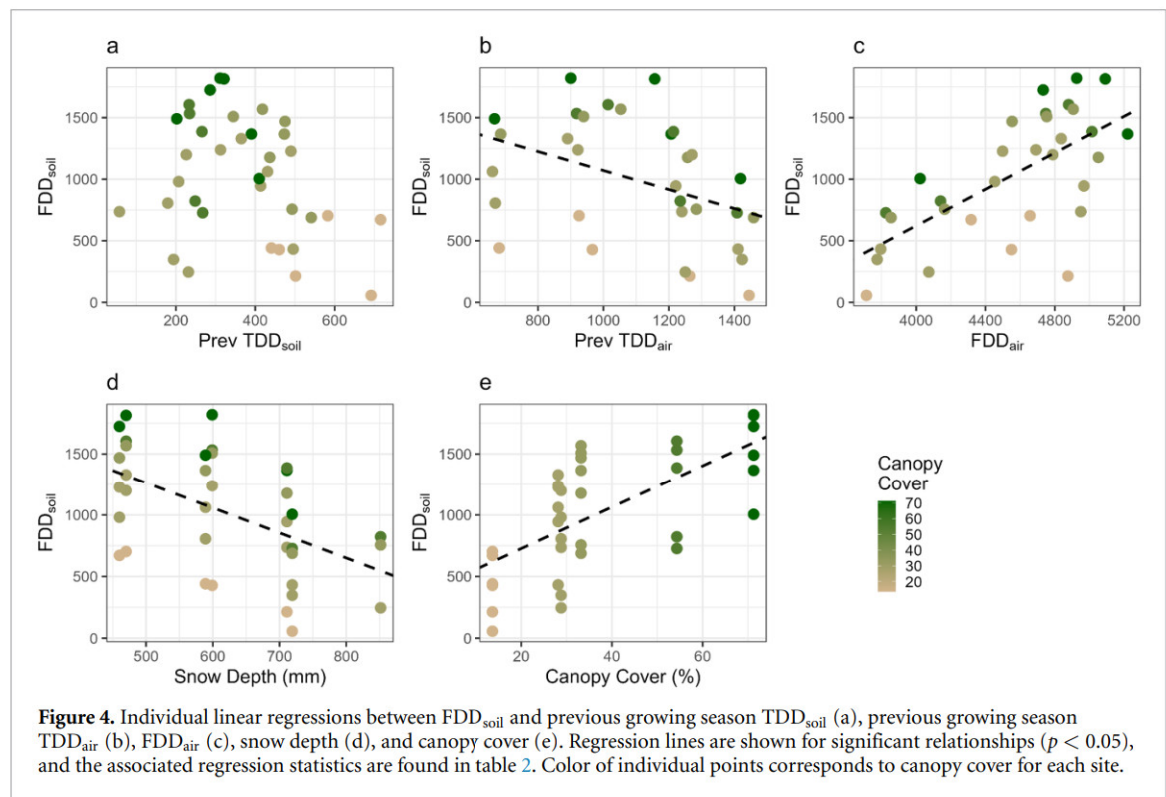 a
b
c
FDDsoil
1500
1000
500
0
200
400
600
Prev TDDsoil
FDDsoil
1500
1000
500
0
800
1000
1200
1400
Prev TDDair
FDDsoil
1500
1000
500
0
4000
4400
4800
5200
FDDair
d
e
FDDsoil
1500
1000
500
0
500
600
700
800
Snow Depth (mm)
FDDsoil
1500
1000
500
0
20
40
60
Canopy Cover (%)
Canopy
Cover
70
60
50
40
30
20
Figure 4. Individual linear regressions between FDDsoil and previous growing season TDDsoil (a), previous growing season
TDDair (b), FDDair (c), snow depth (d), and canopy cover (e). Regression lines are shown for significant relationships (p < 0.05),
and the associated regression statistics are found in table 2. Color of individual points corresponds to canopy cover for each site.